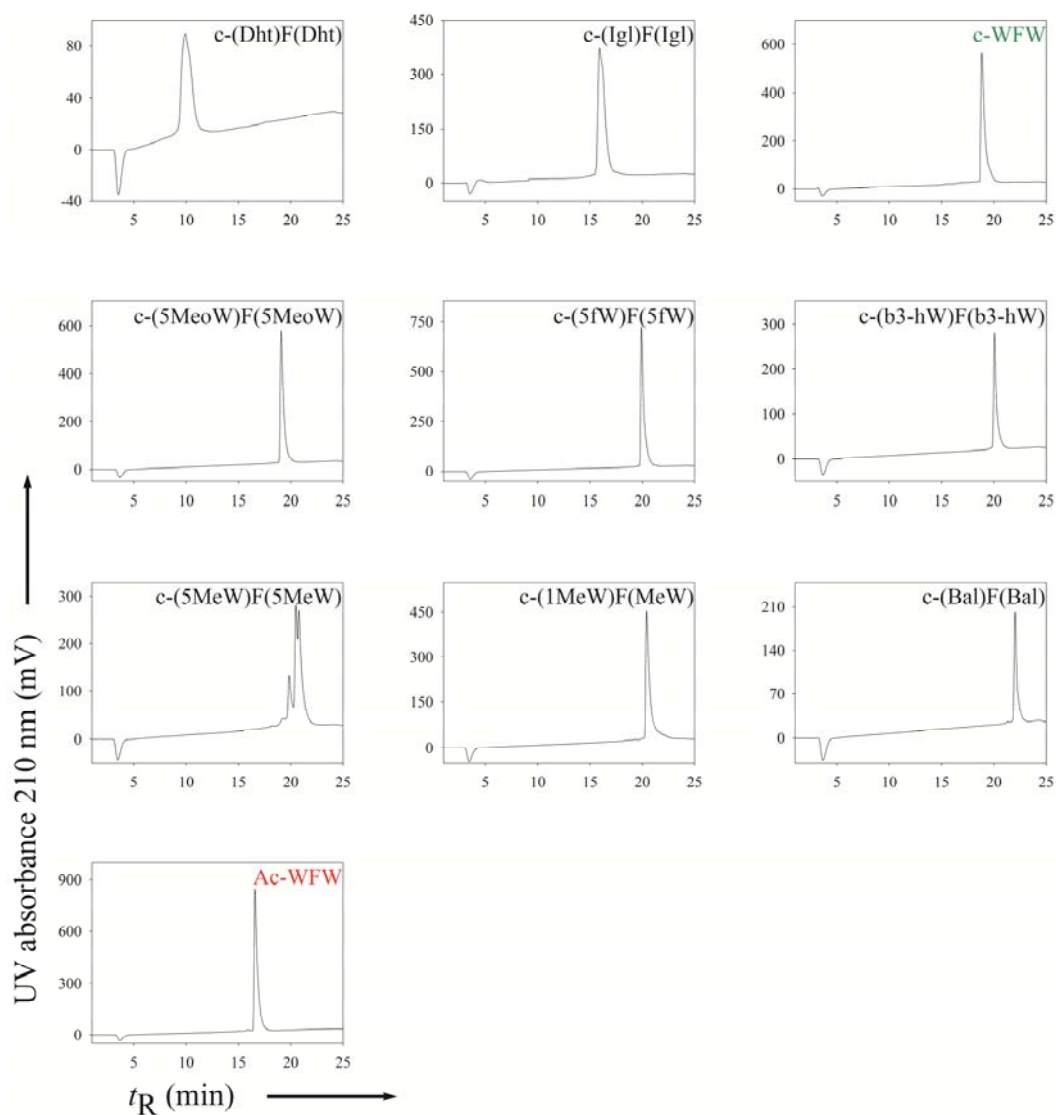 c-(Dht)F(Dht)
80
40
0
-40
5 10 15 20 25
c-(Igl)F(Igl)
450
300
150
0
5 10 15 20 25
c-WFW
600
400
200
0
5 10 15 20 25
c-(5MeoW)F(5MeoW)
600
400
200
0
5 10 15 20 25
c-(5fW)F(5fW)
750
500
250
0
5 10 15 20 25
c-(b3-hW)F(b3-hW)
300
200
100
0
5 10 15 20 25
c-(5MeW)F(5MeW)
300
200
100
0
5 10 15 20 25
c-(1MeW)F(MeW)
450
300
150
0
5 10 15 20 25
c-(Bal)F(Bal)
210
140
70
0
5 10 15 20 25
Ac-WFW
900
600
300
0
5 10 15 20 25
UV absorbance 210 nm (mV)
tR (min)